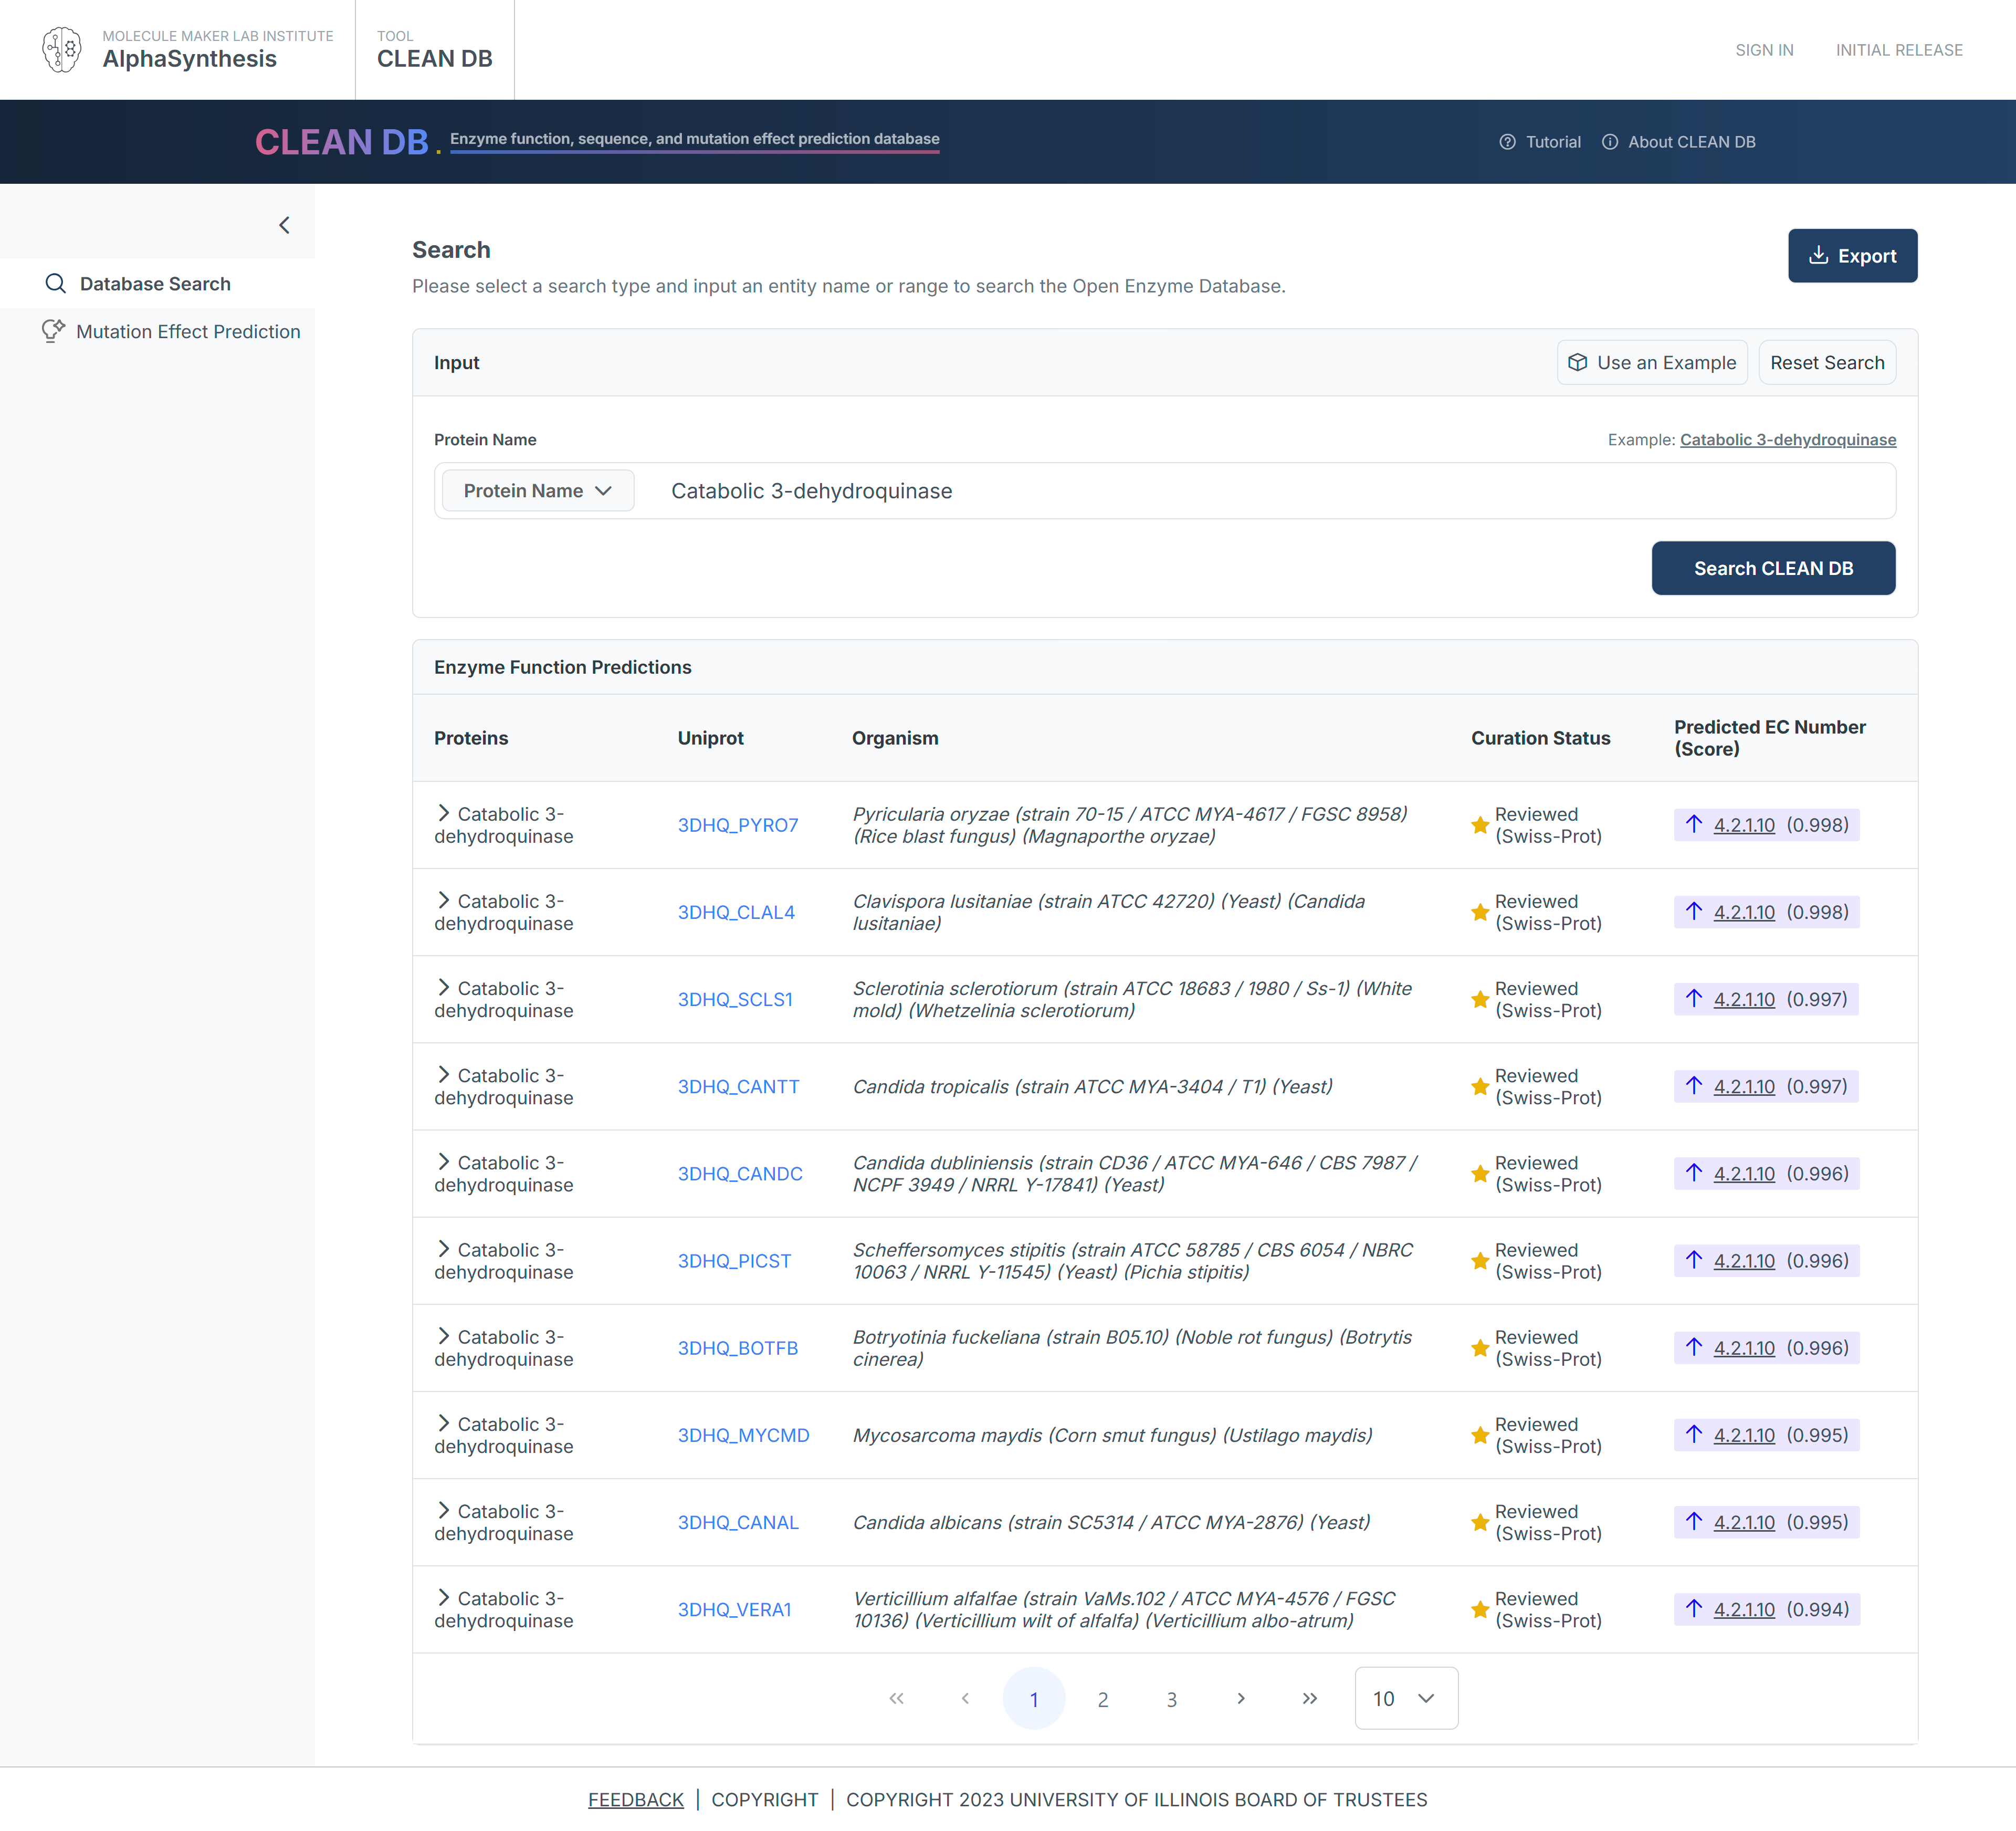 MOLECULE MAKER LAB INSTITUTE
AlphaSynthesis
TOOL
CLEAN DB
SIGN IN
INITIAL RELEASE
CLEAN DB.
Enzyme function, sequence, and mutation effect prediction database
Tutorial
About CLEAN DB
Database Search
Mutation Effect Prediction
Search
Please select a search type and input an entity name or range to search the Open Enzyme Database.
Export
Input
Use an Example
Reset Search
Protein Name
Example: Catabolic 3-dehydroquinase
Protein Name
Catabolic 3-dehydroquinase
Search CLEAN DB
Enzyme Function Predictions
Proteins
Uniprot
Organism
Curation Status
Predicted EC Number
(Score)
Catabolic 3-
dehydroquinase
3DHQ_PYRO7
Pyricularia oryzae (strain 70-15 / ATCC MYA-4617 / FGSC 8958)
(Rice blast fungus) (Magnaporthe oryzae)
Reviewed
(Swiss-Prot)
4.2.1.10 (0.998)
Catabolic 3-
dehydroquinase
3DHQ_CLAL4
Clavispora lusitaniae (strain ATCC 42720) (Yeast) (Candida
lusitaniae)
Reviewed
(Swiss-Prot)
4.2.1.10 (0.998)
Catabolic 3-
dehydroquinase
3DHQ_SCLS1
Sclerotinia sclerotiorum (strain ATCC 18683 / 1980 / Ss-1) (White
mold) (Whetzelinia sclerotiorum)
Reviewed
(Swiss-Prot)
4.2.1.10 (0.997)
Catabolic 3-
dehydroquinase
3DHQ_CANTT
Candida tropicalis (strain ATCC MYA-3404 / T1) (Yeast)
Reviewed
(Swiss-Prot)
4.2.1.10 (0.997)
Catabolic 3-
dehydroquinase
3DHQ_CANDC
Candida dubliniensis (strain CD36 / ATCC MYA-646 / CBS 7987 /
NCPF 3949 / NRRL Y-17841) (Yeast)
Reviewed
(Swiss-Prot)
4.2.1.10 (0.996)
Catabolic 3-
dehydroquinase
3DHQ_PICST
Scheffersomyces stipitis (strain ATCC 58785 / CBS 6054 / NBRC
10063 / NRRL Y-11545) (Yeast) (Pichia stipitis)
Reviewed
(Swiss-Prot)
4.2.1.10 (0.996)
Catabolic 3-
dehydroquinase
3DHQ_BOTFB
Botryotinia fuckeliana (strain B05.10) (Noble rot fungus) (Botrytis
cinerea)
Reviewed
(Swiss-Prot)
4.2.1.10 (0.996)
Catabolic 3-
dehydroquinase
3DHQ_MYCMD
Mycosarcoma maydis (Corn smut fungus) (Ustilago maydis)
Reviewed
(Swiss-Prot)
4.2.1.10 (0.995)
Catabolic 3-
dehydroquinase
3DHQ_CANAL
Candida albicans (strain SC5314 / ATCC MYA-2876) (Yeast)
Reviewed
(Swiss-Prot)
4.2.1.10 (0.995)
Catabolic 3-
dehydroquinase
3DHQ_VERA1
Verticillium alfalfae (strain VaMs.102 / ATCC MYA-4576 / FGSC
10136) (Verticillium wilt of alfalfa) (Verticillium albo-atrum)
Reviewed
(Swiss-Prot)
4.2.1.10 (0.994)
« ‹ 1 2 3 › » 10
FEEDBACK | COPYRIGHT | COPYRIGHT 2023 UNIVERSITY OF ILLINOIS BOARD OF TRUSTEES